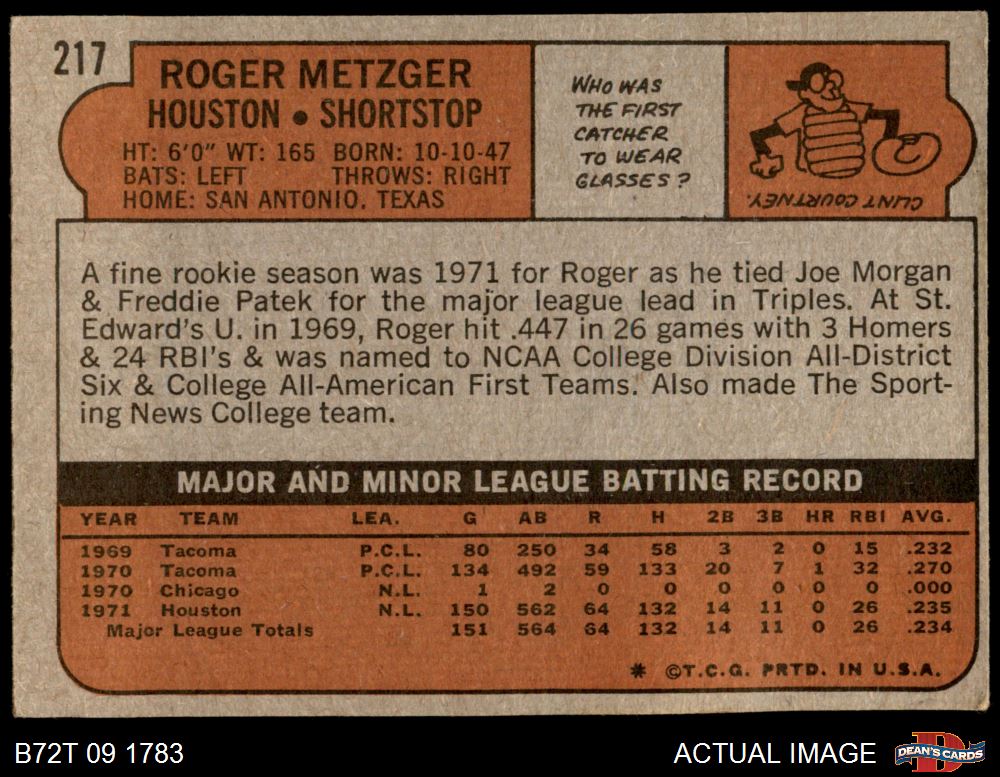 217
ROGER METZGER
HOUSTON • SHORTSTOP
HT: 6'0" WT: 165 BORN: 10-10-47
BATS: LEFT THROWS: RIGHT
HOME: SAN ANTONIO, TEXAS
WHO WAS
THE FIRST
CATCHER
TO WEAR
GLASSES?
CLINT COURTNEY.
A fine rookie season was 1971 for Roger as he tied Joe Morgan
& Freddie Patek for the major league lead in Triples. At St.
Edward's U. in 1969, Roger hit .447 in 26 games with 3 Homers
& 24 RBI's & was named to NCAA College Division All-District
Six & College All-American First Teams. Also made The Sport-
ing News College team.
MAJOR AND MINOR LEAGUE BATTING RECORD
YEAR TEAM LEA. G AB R H 2B 3B HR RBI AVG.
1969 Tacoma P.C.L. 80 250 34 58 3 2 0 15 .232
1970 Tacoma P.C.L. 134 492 59 133 20 7 1 32 .270
1970 Chicago N.L. 1 2 0 0 0 0 0 0 .000
1971 Houston N.L. 150 562 64 132 14 11 0 26 .235
Major League Totals 151 564 64 132 14 11 0 26 .234
* ©T.C.G. PRTD. IN U.S.A.
B72T 09 1783
ACTUAL IMAGE
DEAN'S CARDS